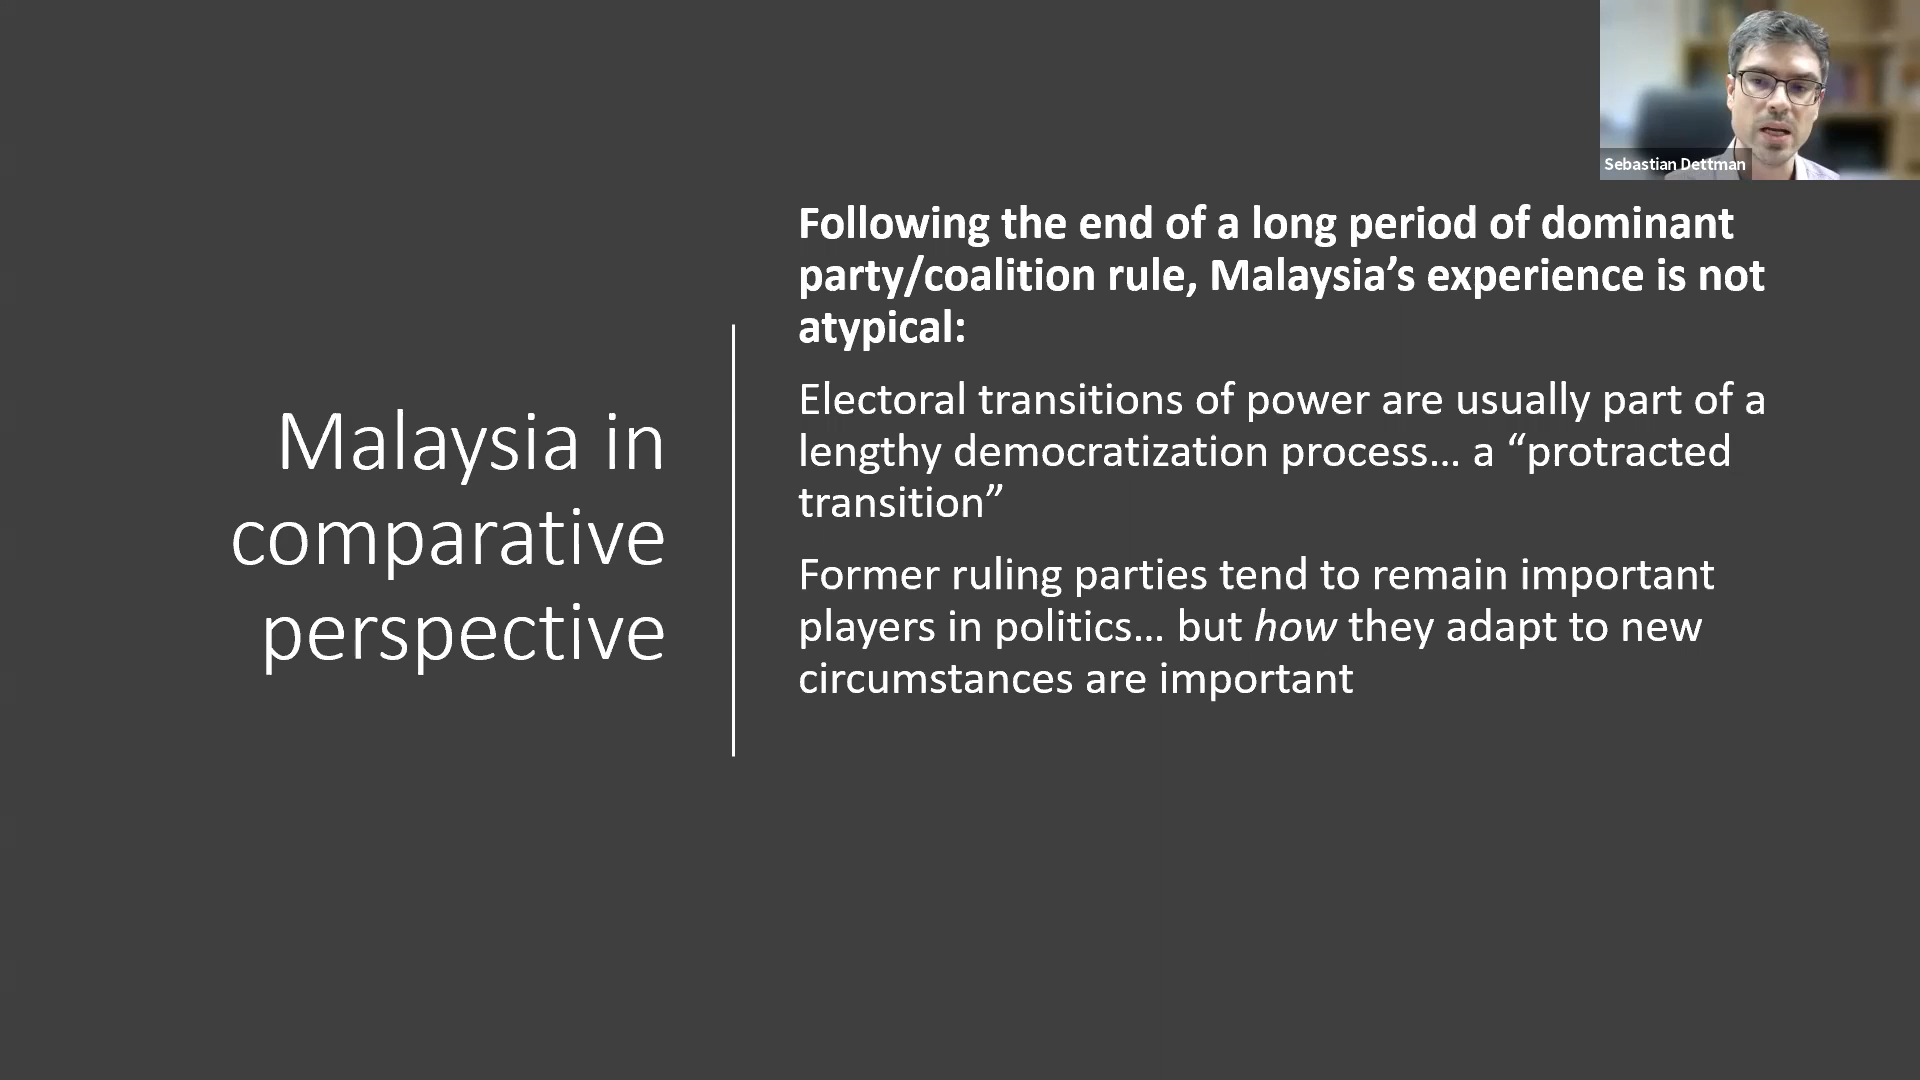 Sebastian Dettman
Malaysia in
comparative
perspective
Following the end of a long period of dominant
party/coalition rule, Malaysia’s experience is not
atypical:
Electoral transitions of power are usually part of a
lengthy democratization process… a “protracted
transition”
Former ruling parties tend to remain important
players in politics… but how they adapt to new
circumstances are important